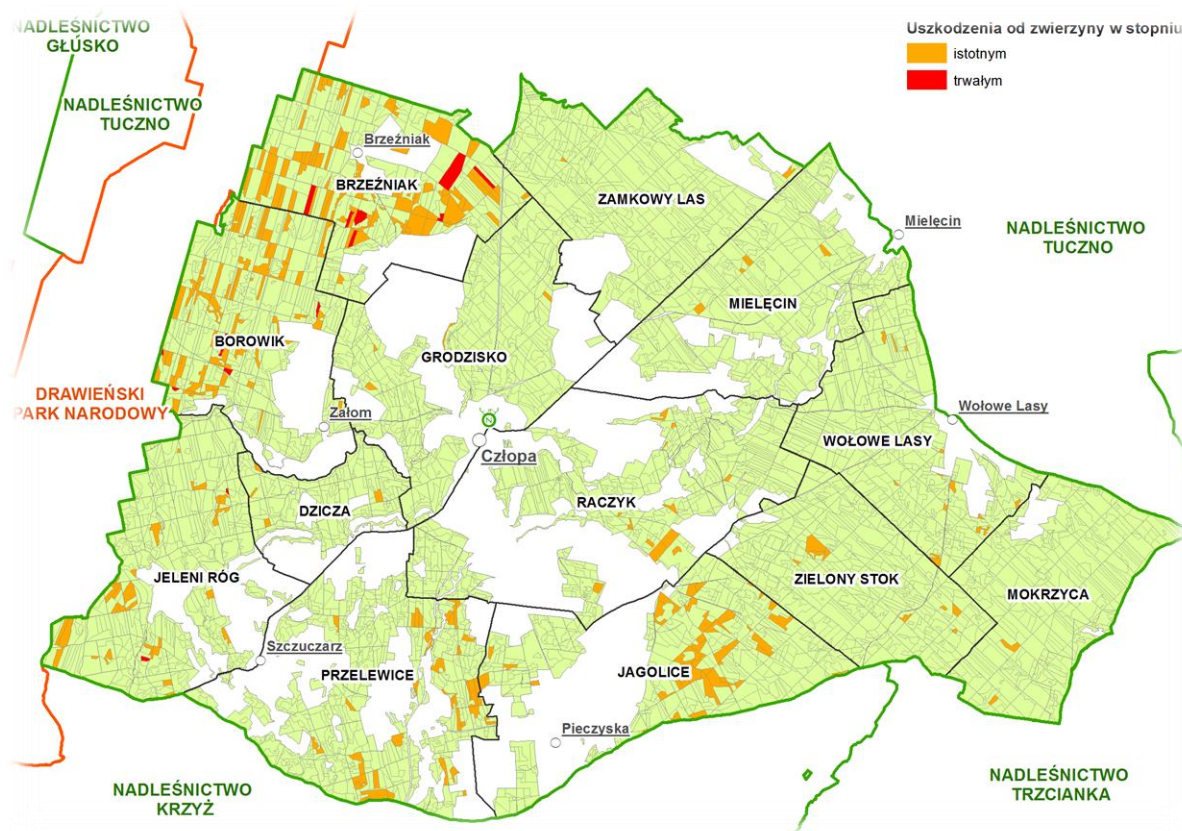 NADLEŚNICTWO
GŁUSKO
NADLEŚNICTWO
TUCZNO
Uszkodzenia od zwierzyny w stopniu
istotnym
trwałym
Brzeźniak
BRZEŹNIAK
ZAMKOWY LAS
Mielęcin
NADLEŚNICTWO
TUCZNO
MIELĘCIN
BOROWIK
GRODZISKO
DRAWIEŃSKI
PARK NARODOWY
Załom
Wołowe Lasy
WOŁOWE LASY
Człopa
DZICZA
RACZYK
JELENI RÓG
ZIELONY STOK
MOKRZYCA
Szczuczarz
PRZELEWICE
JAGOLICE
Pieczyska
NADLEŚNICTWO
KRZYŻ
NADLEŚNICTWO
TRZCIANKA